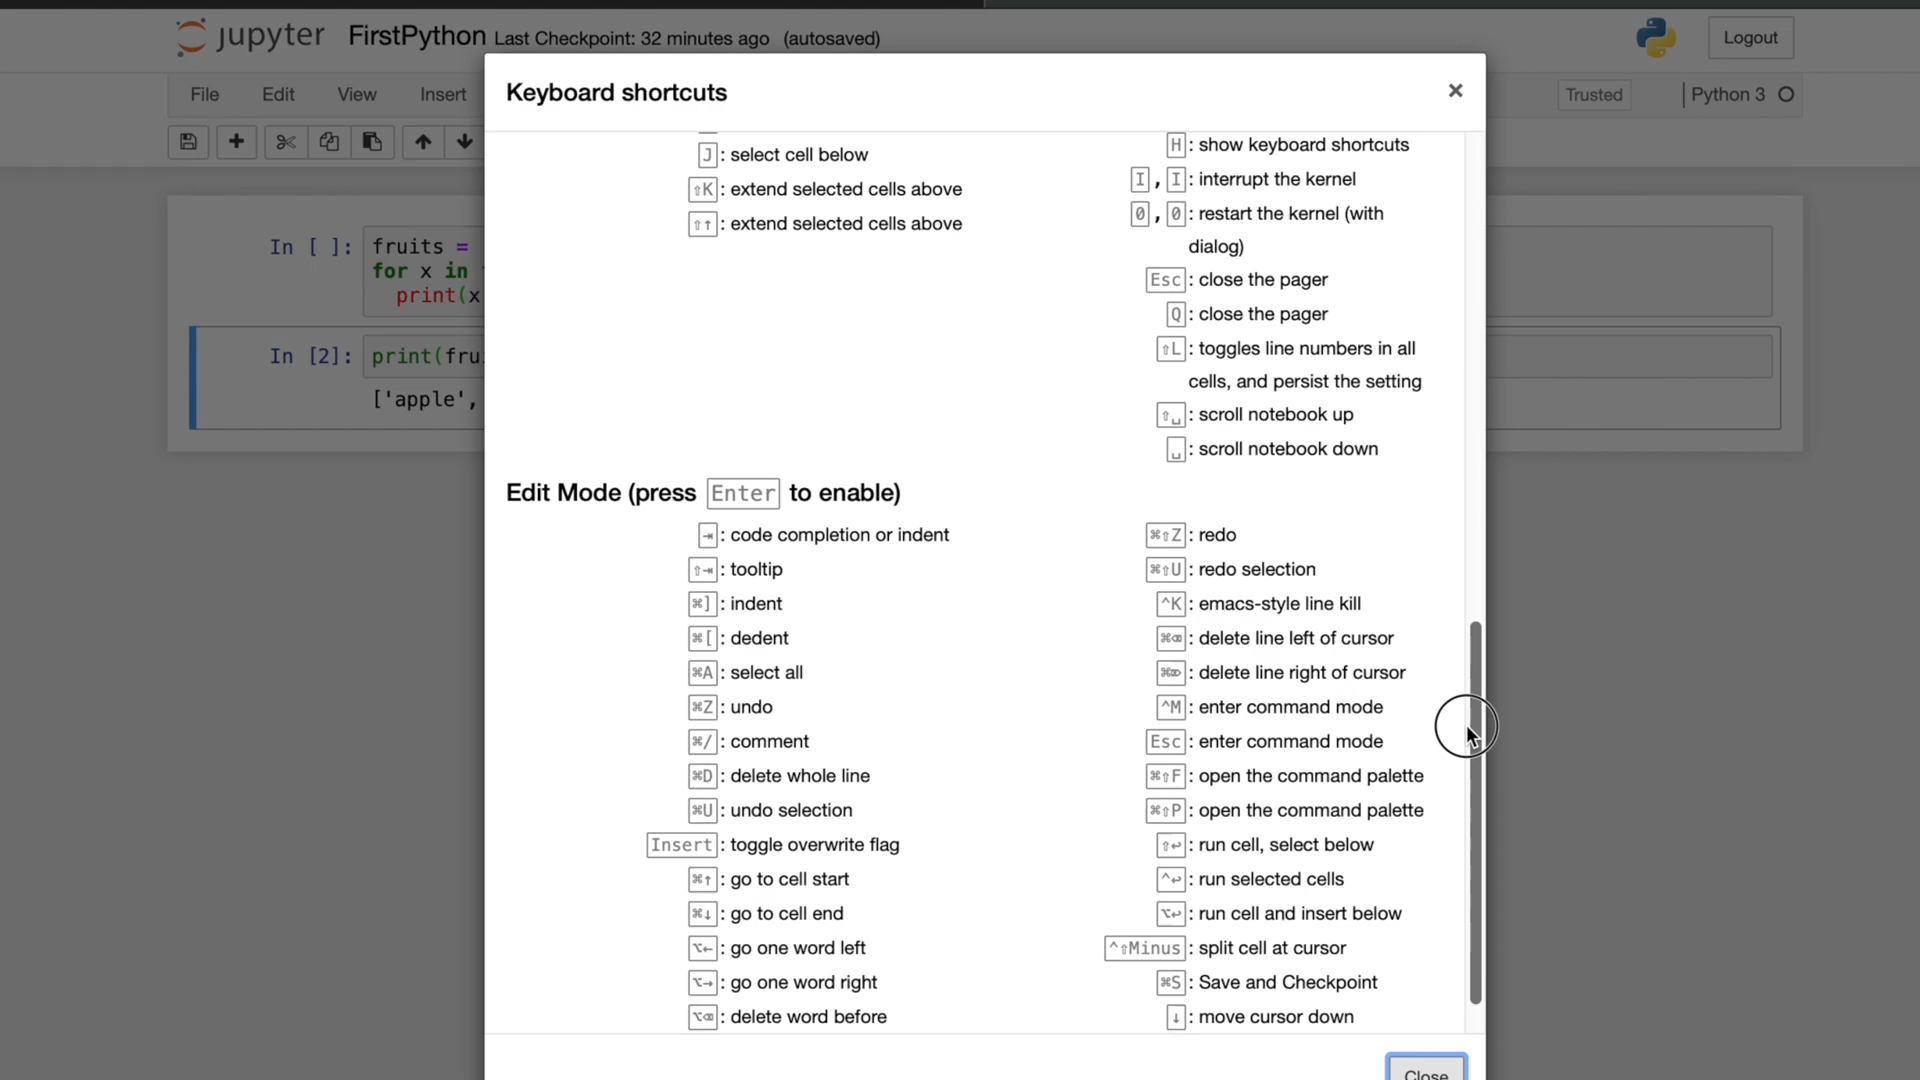 jupyter FirstPython Last Checkpoint: 32 minutes ago (autosaved)
Logout
File Edit View Insert
Trusted
Python 3
Keyboard shortcuts
×
J : select cell below
⇧K : extend selected cells above
⇧↑ : extend selected cells above
H : show keyboard shortcuts
I , I : interrupt the kernel
0 , 0 : restart the kernel (with
dialog)
Esc : close the pager
Q : close the pager
⇧L : toggles line numbers in all
cells, and persist the setting
⇧␣ : scroll notebook up
␣ : scroll notebook down
In [ ]: fruits =
for x in
print(x
In [2]: print(fru
['apple',
Edit Mode (press Enter to enable)
⇥ : code completion or indent
⇧⇥ : tooltip
⌘] : indent
⌘[ : dedent
⌘A : select all
⌘Z : undo
⌘/ : comment
⌘D : delete whole line
⌘U : undo selection
Insert : toggle overwrite flag
⌘↑ : go to cell start
⌘↓ : go to cell end
⌥← : go one word left
⌥→ : go one word right
⌥⌫ : delete word before
⌘⇧Z : redo
⌘⇧U : redo selection
^K : emacs-style line kill
⌘⌫ : delete line left of cursor
⌘⌦ : delete line right of cursor
^M : enter command mode
Esc : enter command mode
⌘⇧F : open the command palette
⌘⇧P : open the command palette
⇧↩ : run cell, select below
^↩ : run selected cells
⌥↩ : run cell and insert below
^⇧Minus : split cell at cursor
⌘S : Save and Checkpoint
↓ : move cursor down
Close